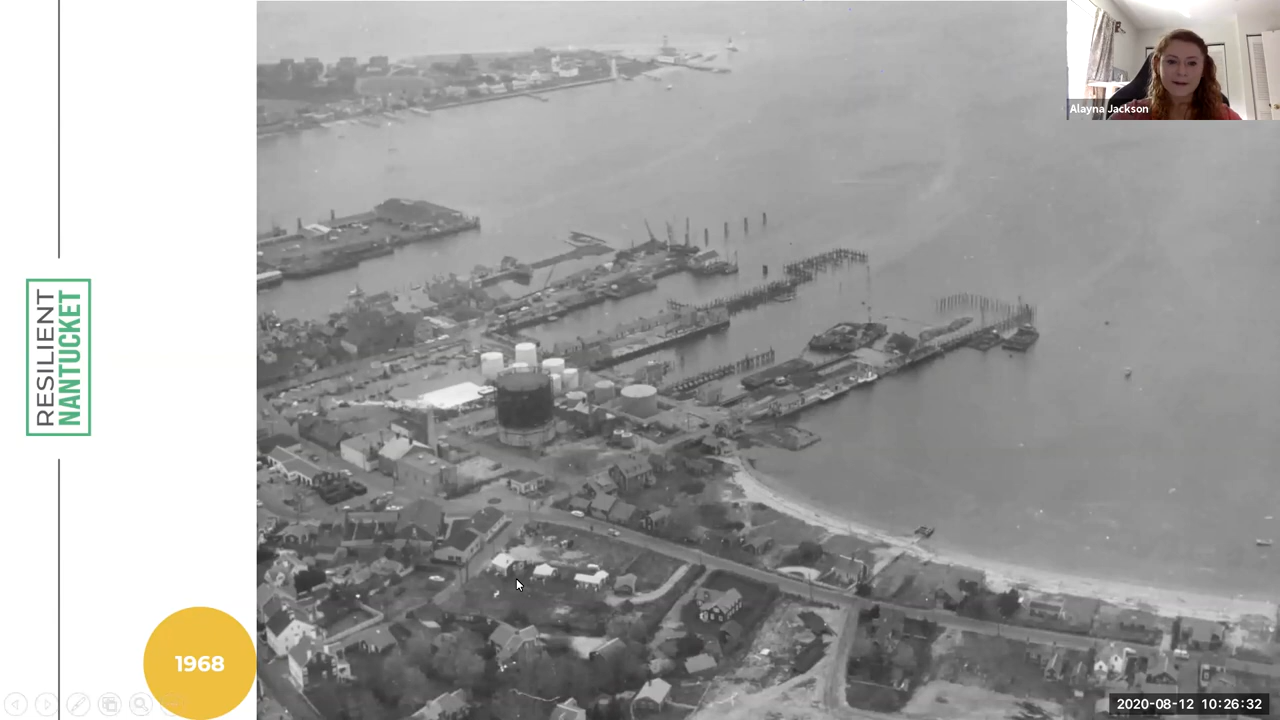 RESILIENT
NANTUCKET
1968
Alayna Jackson
2020-08-12 10:26:32